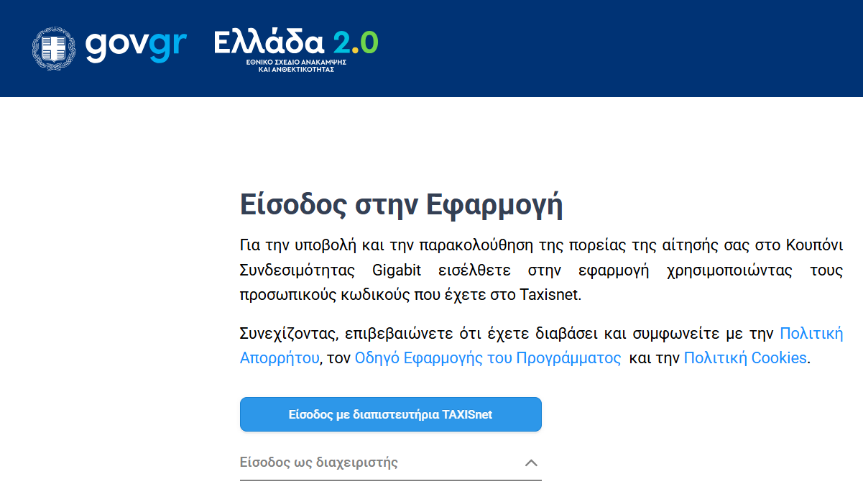 govgr
Ελλάδα 2.0
ΕΘΝΙΚΟ ΣΧΕΔΙΟ ΑΝΑΚΑΜΨΗΣ
ΚΑΙ ΑΝΘΕΚΤΙΚΟΤΗΤΑΣ
Είσοδος στην Εφαρμογή
Για την υποβολή και την παρακολούθηση της πορείας της αίτησής σας στο Κουπόνι
Συνδεσιμότητας Gigabit εισέλθετε στην εφαρμογή χρησιμοποιώντας τους
προσωπικούς κωδικούς που έχετε στο Taxisnet.
Συνεχίζοντας, επιβεβαιώνετε ότι έχετε διαβάσει και συμφωνείτε με την Πολιτική
Απορρήτου, τον Οδηγό Εφαρμογής του Προγράμματος και την Πολιτική Cookies.
Είσοδος με διαπιστευτήρια TAXISnet
Είσοδος ως διαχειριστής